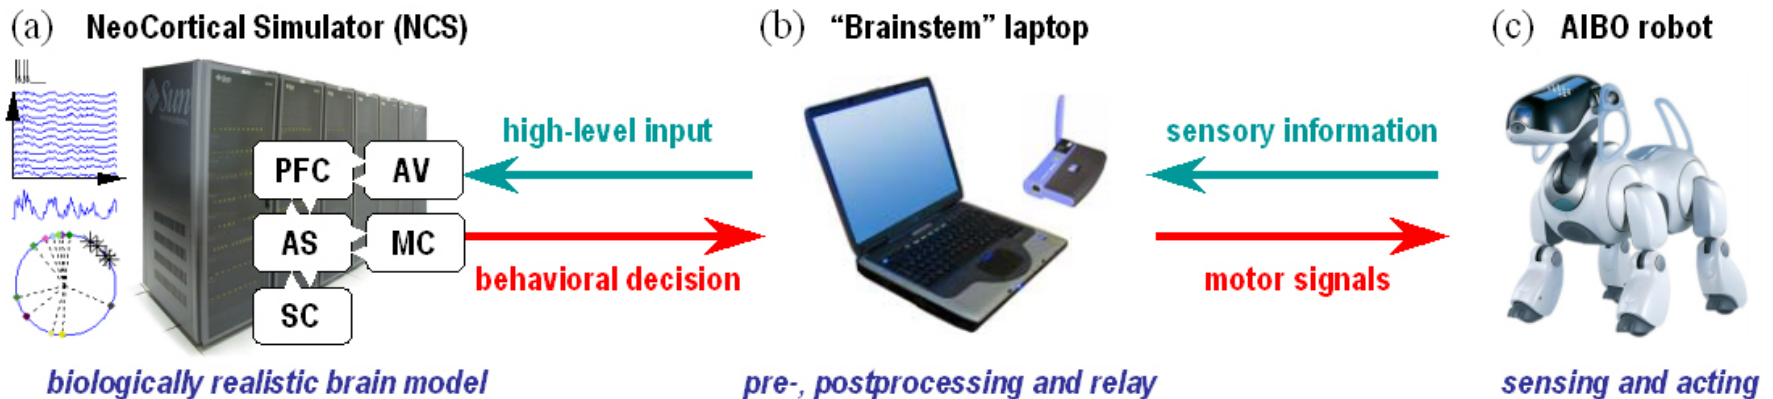 (a) NeoCortical Simulator (NCS)
(b) “Brainstem” laptop
(c) AIBO robot
Sun
high-level input
sensory information
PFC
AV
AS
MC
SC
behavioral decision
motor signals
biologically realistic brain model
pre-, postprocessing and relay
sensing and acting